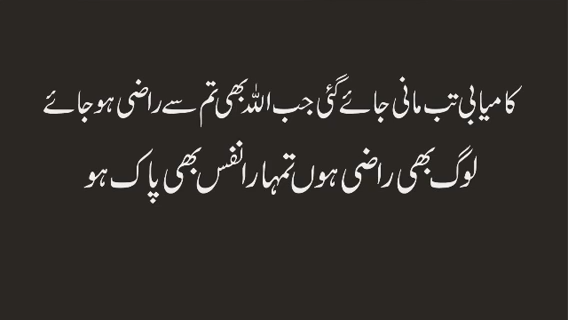 کامیابی تب مانی جائے گئی جب اللہ بھی تم سے راضی ہو جائے
لوگ بھی راضی ہوں تمہارا نفس بھی پاک ہو